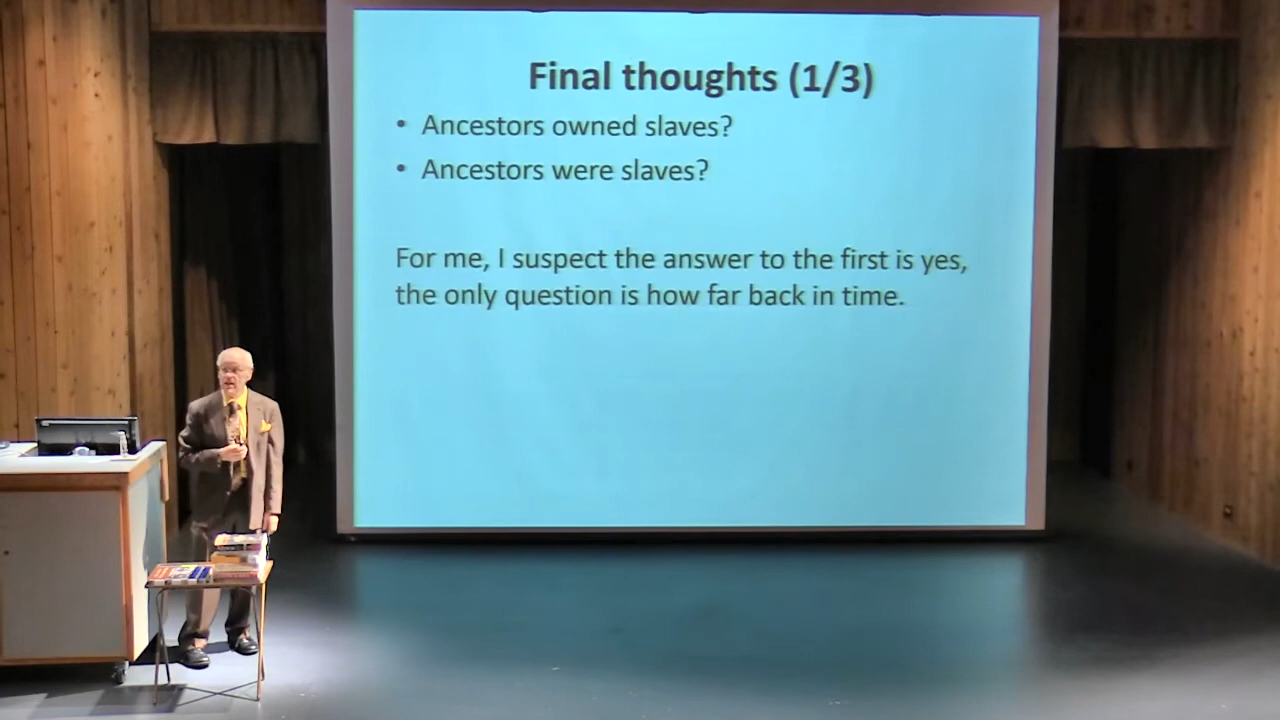 Final thoughts (1/3)
• Ancestors owned slaves?
• Ancestors were slaves?
For me, I suspect the answer to the first is yes,
the only question is how far back in time.